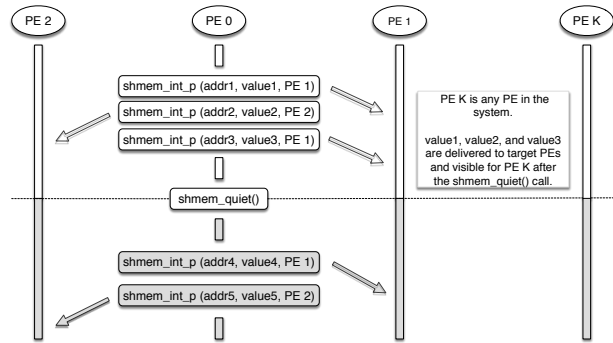 PE 2
PE 0
PE 1
PE K
shmem_int_p (addr1, value1, PE 1)
shmem_int_p (addr2, value2, PE 2)
shmem_int_p (addr3, value3, PE 1)
PE K is any PE in the
system.
value1, value2, and value3
are delivered to target PEs
and visible for PE K after
the shmem_quiet() call.
shmem_quiet()
shmem_int_p (addr4, value4, PE 1)
shmem_int_p (addr5, value5, PE 2)